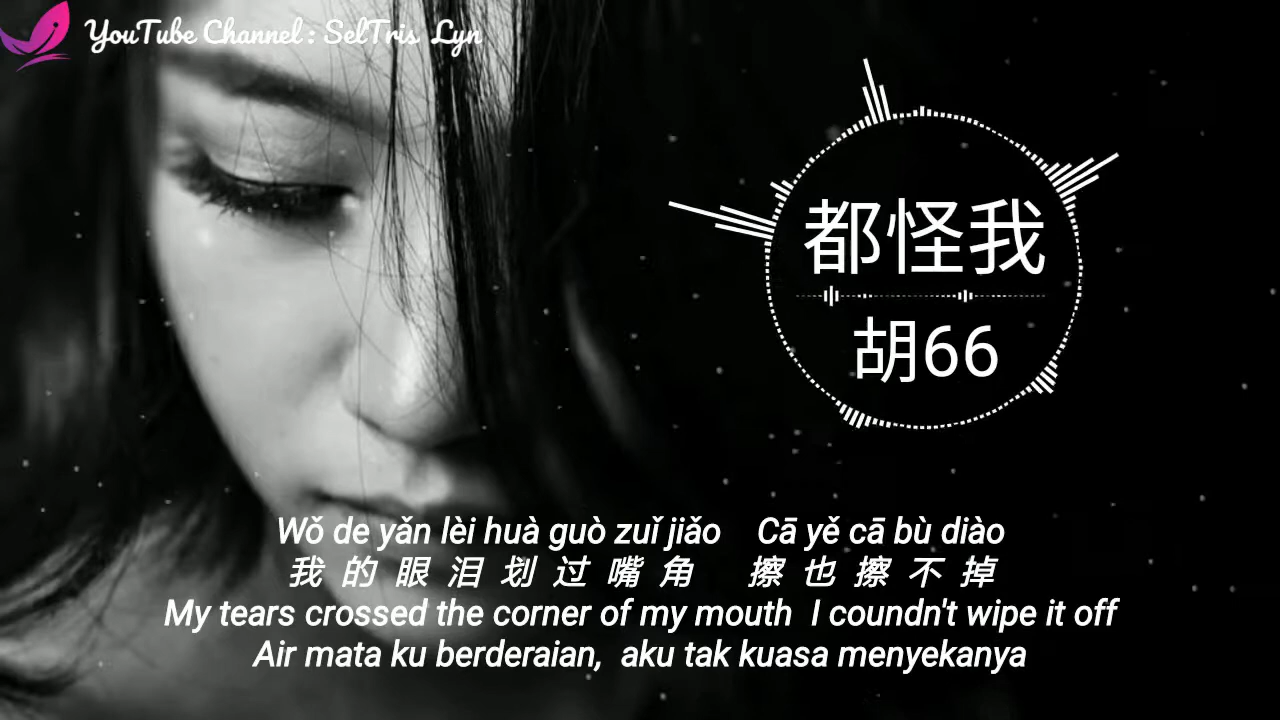 YouTube Channel : SelTris Lyn
都怪我
胡66
Wǒ de yǎn lèi huà guò zuǐ jiǎo Cā yě cā bù diào
我的眼泪划过嘴角 擦也擦不掉
My tears crossed the corner of my mouth I coundn't wipe it off
Air mata ku berderaian, aku tak kuasa menyekanya